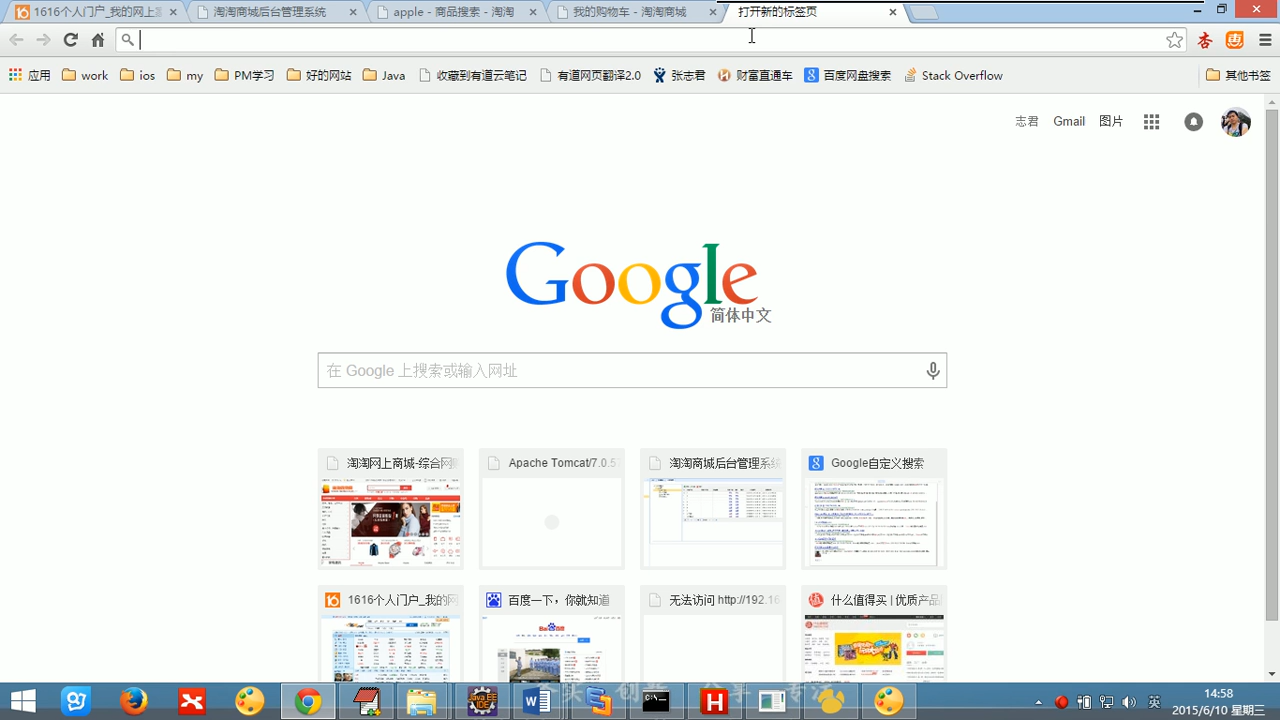 1616个人门户_我的网上
淘淘商城后台管理系统
apple - 商品搜索 - 淘淘
我的购物车 - 淘淘商城
打开新的标签页
应用 work ios my PM学习 好的网站 Java 收藏到有道云笔记 有道网页翻译2.0 张志君 财富直通车 百度网盘搜索 Stack Overflow 其他书签
志君 Gmail 图片
Google
简体中文
在 Google 上搜索或输入网址
淘淘网上商城-综合网
Apache Tomcat/7.0.5
淘淘商城后台管理系统
Google自定义搜索
1616个人门户_我的网
百度一下，你就知道
无法访问 http://192.16
什么值得买 | 优质产品
英
14:58
2015/6/10 星期三